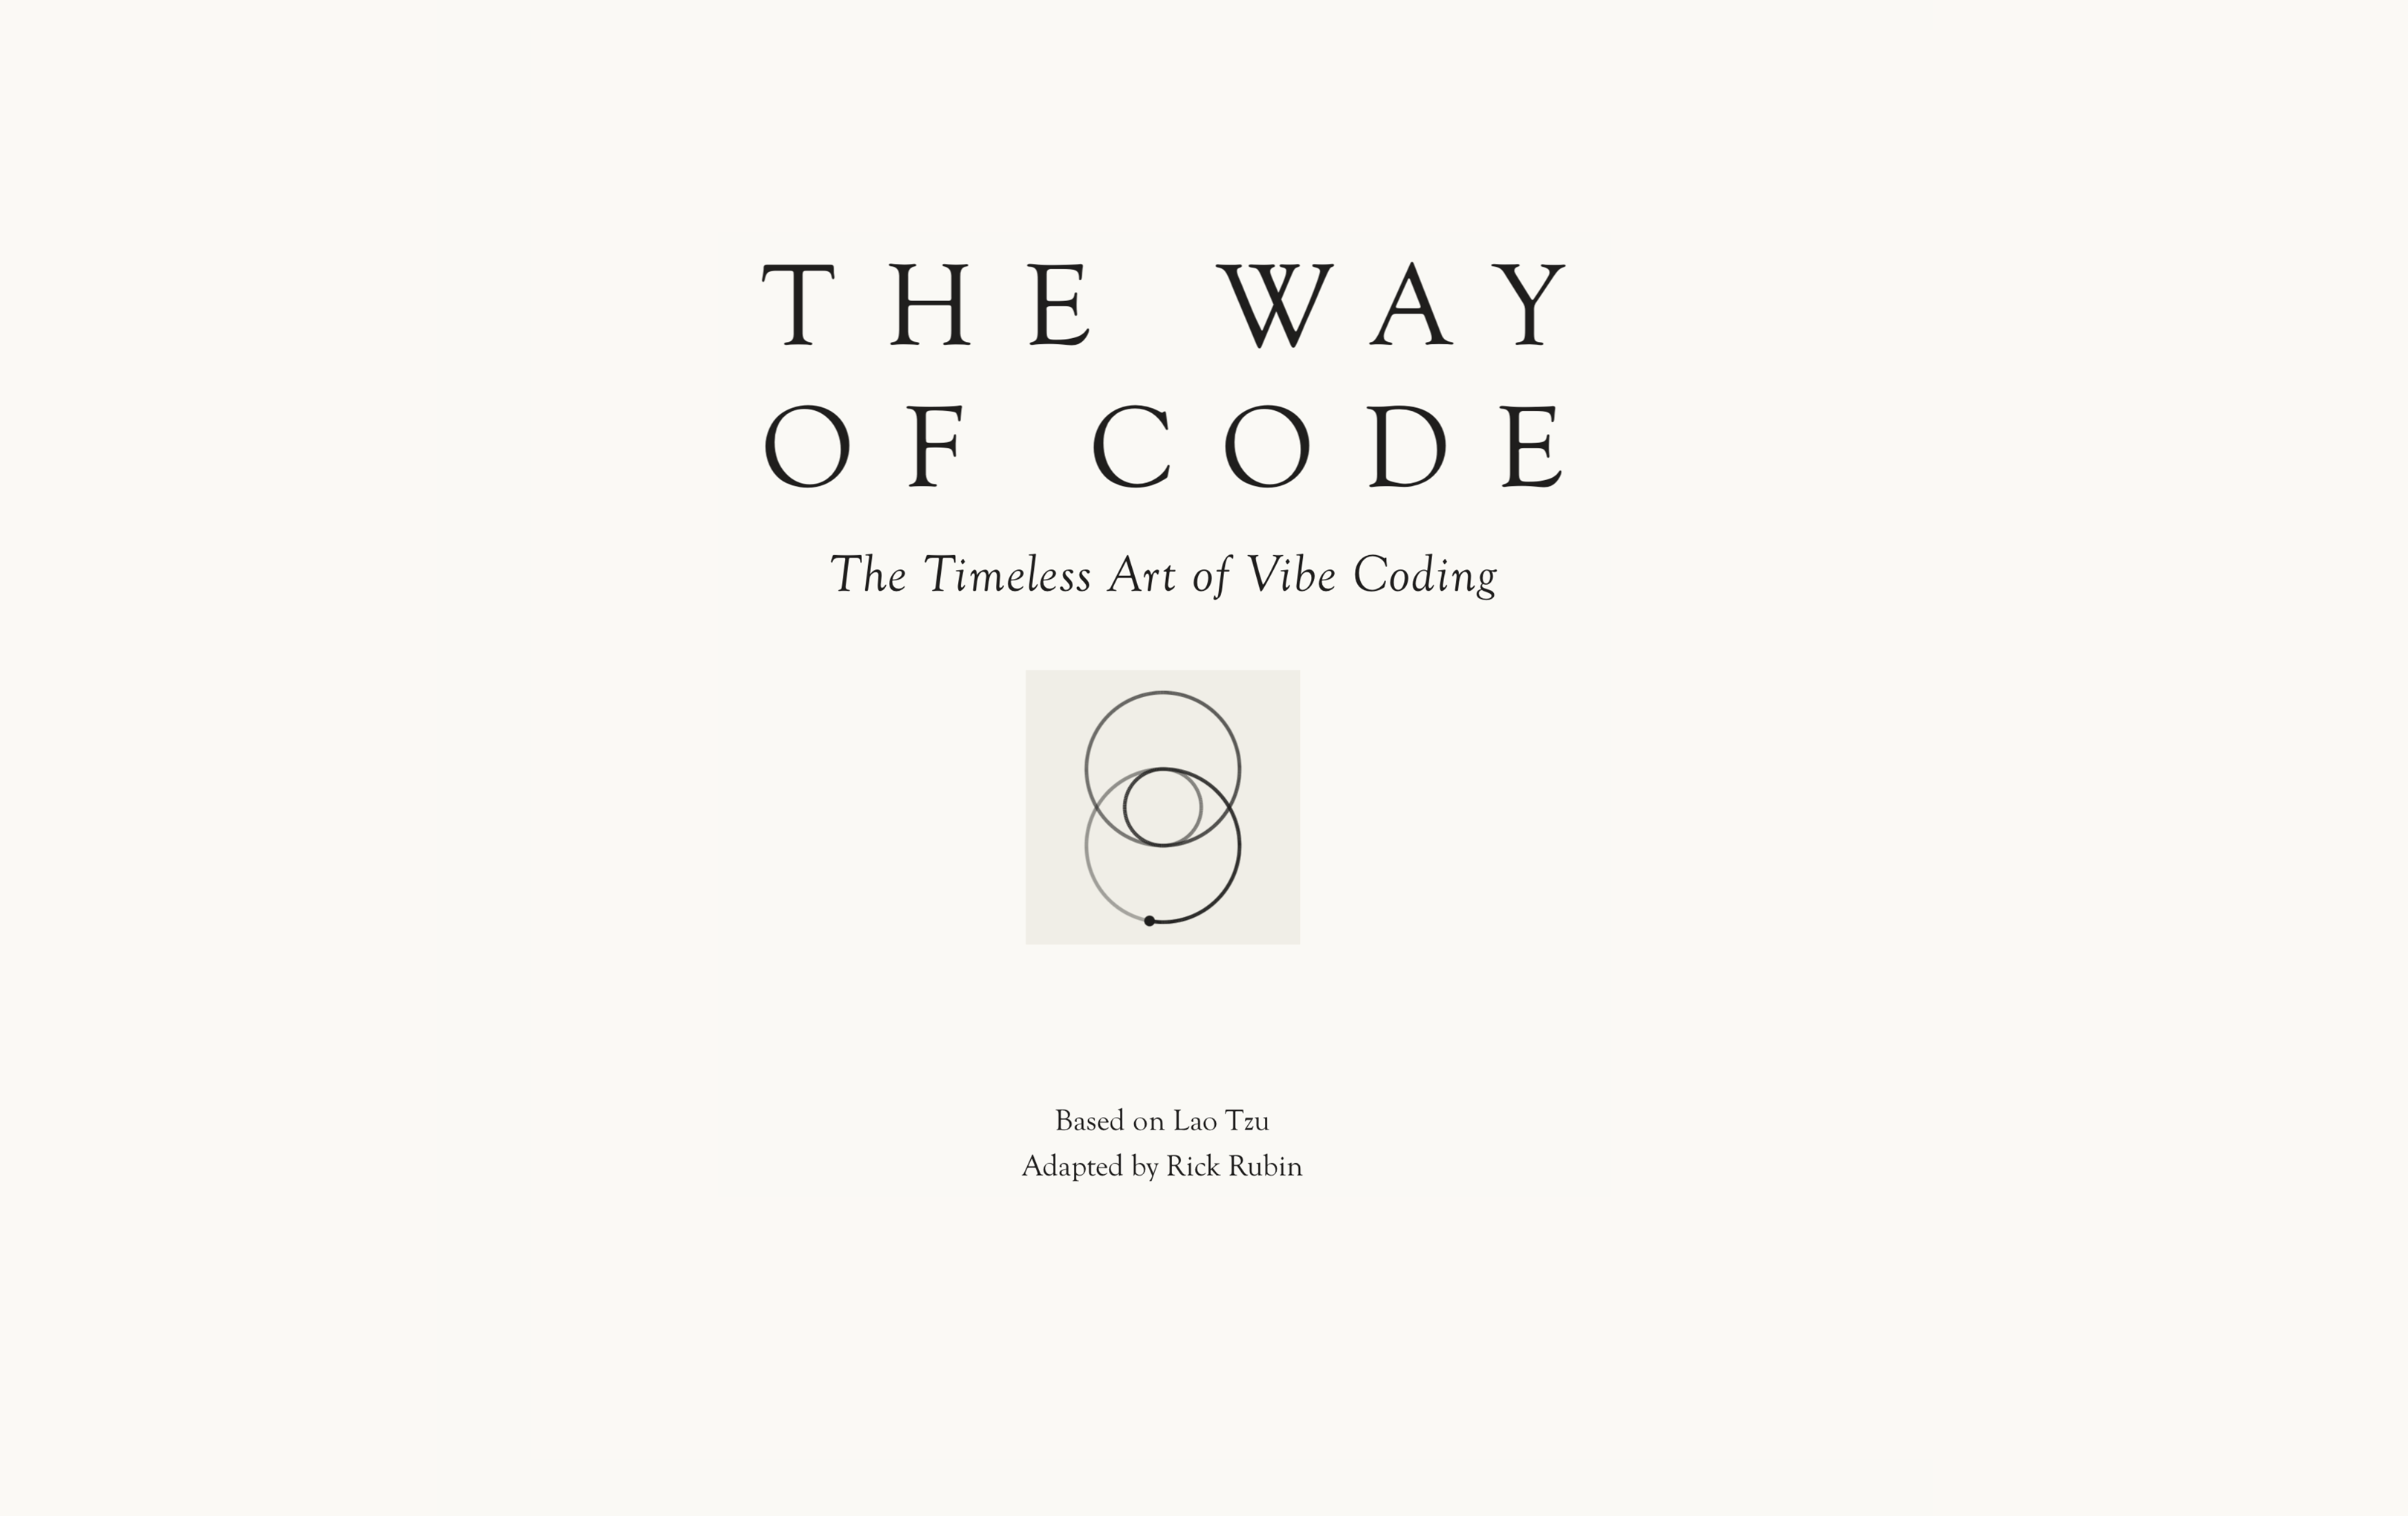 THE WAY
OF CODE
The Timeless Art of Vibe Coding
Based on Lao Tzu
Adapted by Rick Rubin